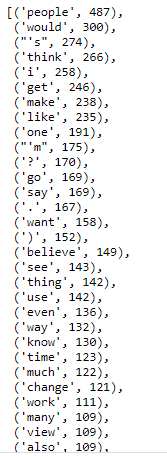 [('people', 487),
('would', 300),
("'s", 274),
('think', 266),
('i', 258),
('get', 246),
('make', 238),
('like', 235),
('one', 191),
("'m", 175),
('?', 170),
('go', 169),
('say', 169),
('.', 167),
('want', 158),
(')', 152),
('believe', 149),
('see', 143),
('thing', 142),
('use', 142),
('even', 136),
('way', 132),
('know', 130),
('time', 123),
('much', 122),
('change', 121),
('work', 111),
('many', 109),
('view', 109),
('also', 109),